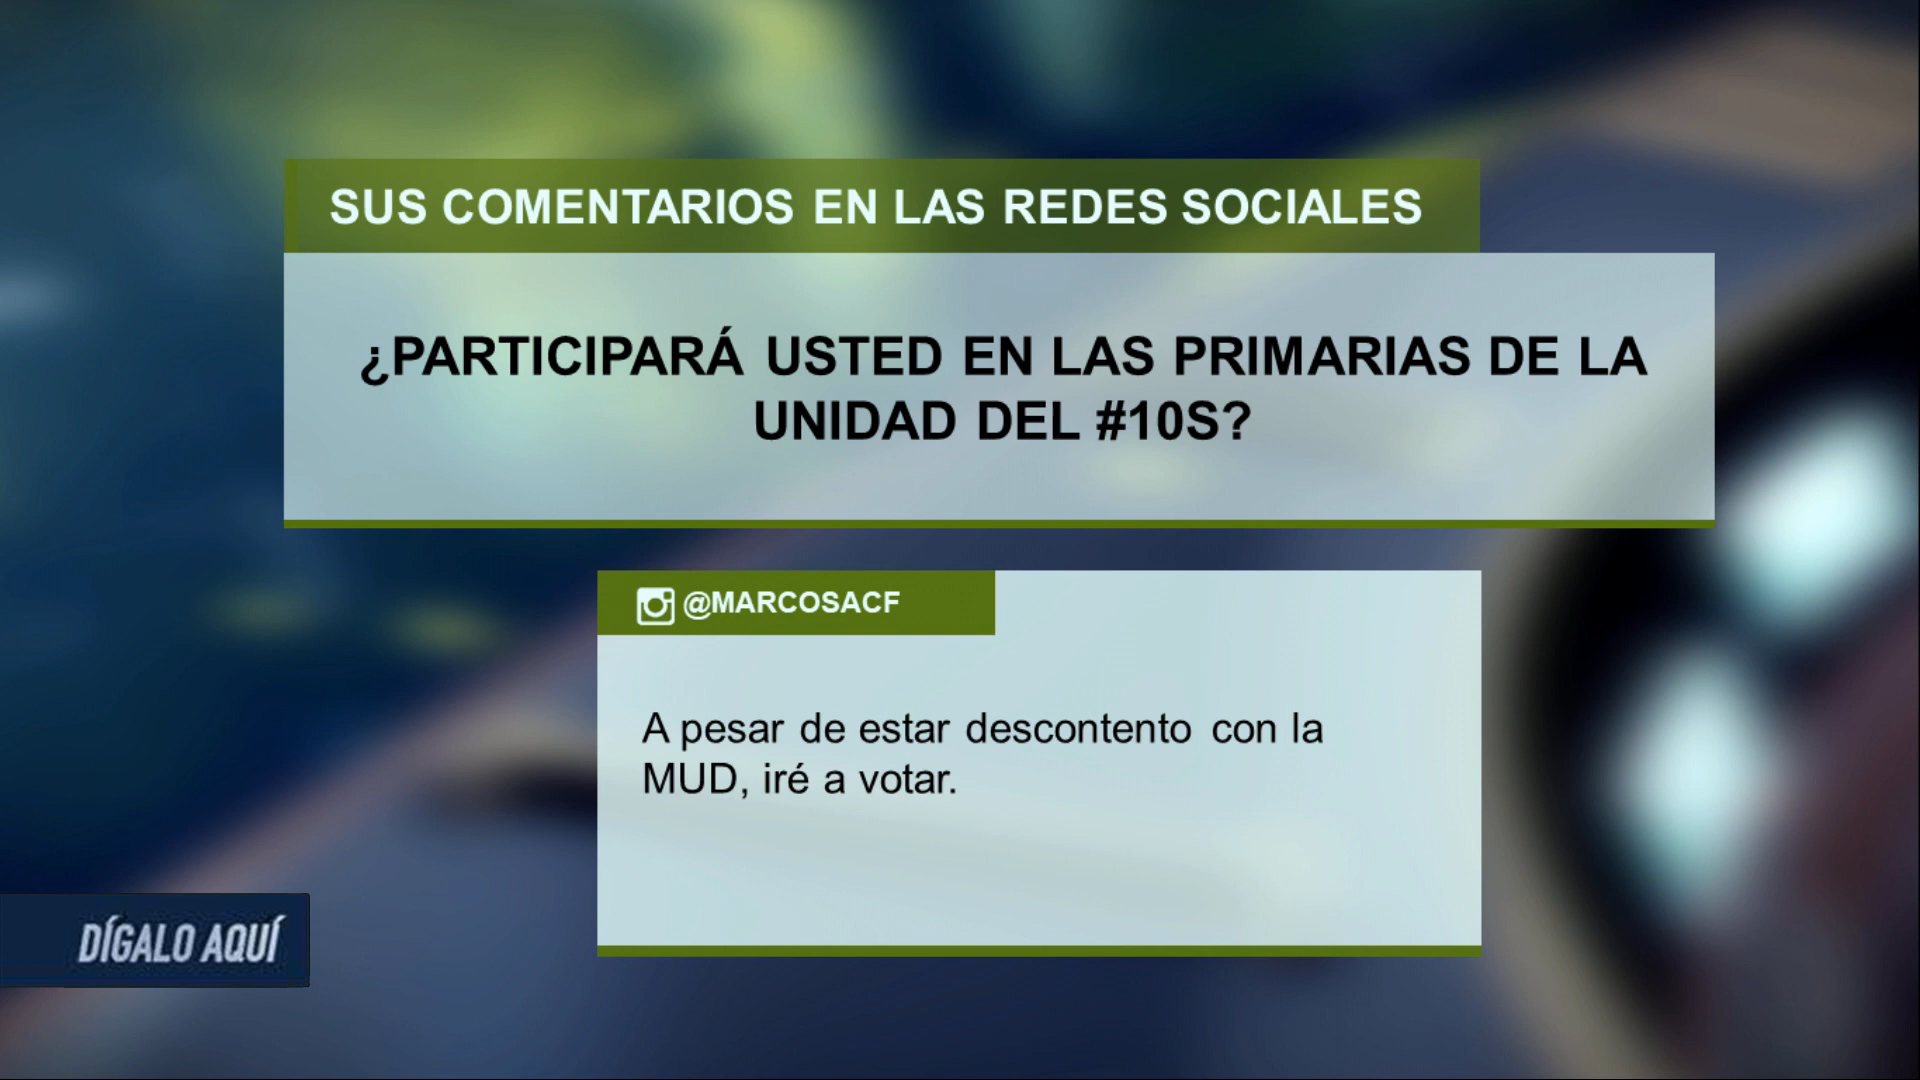 SUS COMENTARIOS EN LAS REDES SOCIALES
¿PARTICIPARÁ USTED EN LAS PRIMARIAS DE LA
UNIDAD DEL #10S?
@MARCOSACF
A pesar de estar descontento con la
MUD, iré a votar.
DÍGALO AQUÍ